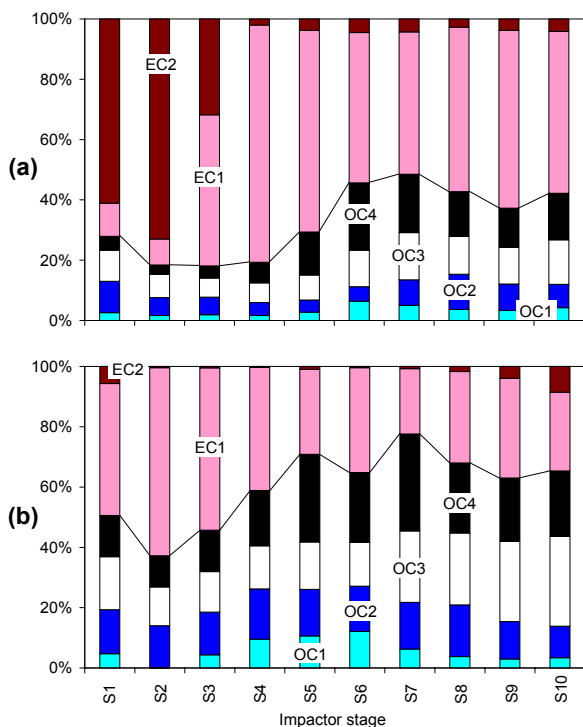 100%
80%
60%
40%
20%
0%
(a)
EC2
EC1
OC4
OC3
OC2
OC1
100%
80%
60%
40%
20%
0%
(b)
EC2
EC1
OC4
OC3
OC2
OC1
S1 S2 S3 S4 S5 S6 S7 S8 S9 S10
Impactor stage